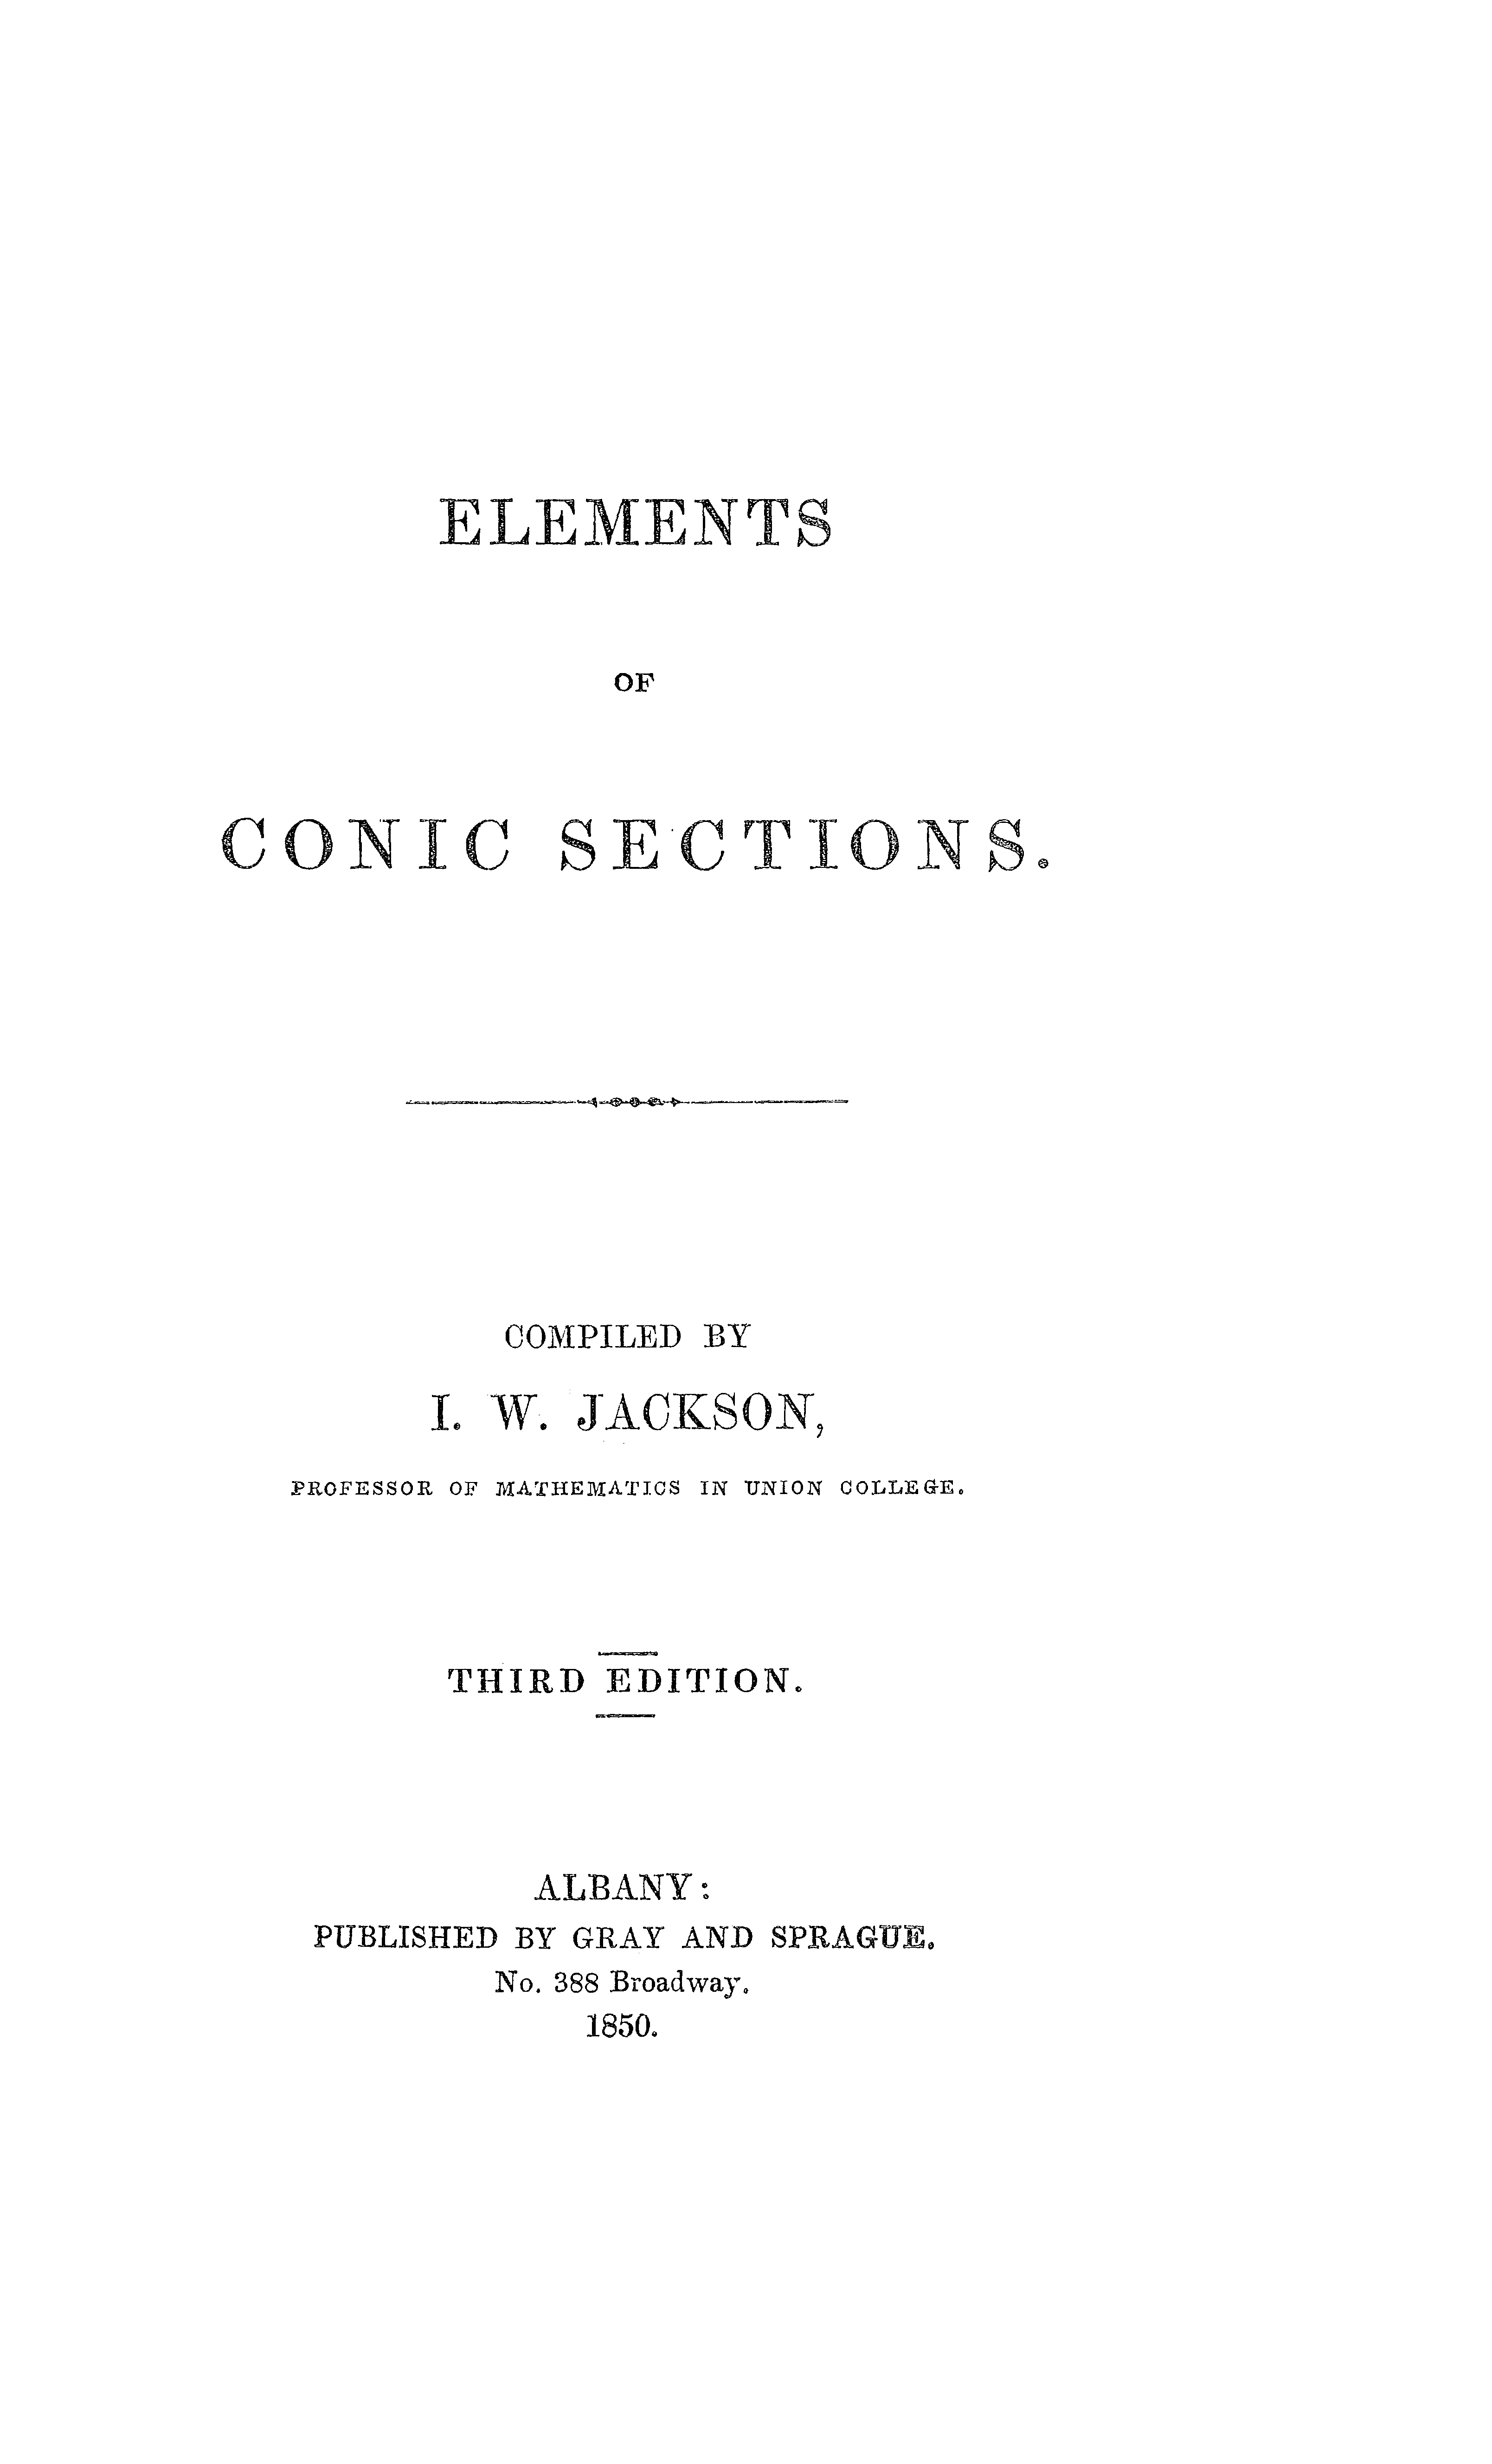 ELEMENTS
OF
CONIC SECTIONS.
COMPILED BY
I. W. JACKSON,
PROFESSOR OF MATHEMATICS IN UNION COLLEGE.
THIRD EDITION.
ALBANY:
PUBLISHED BY GRAY AND SPRAGUE.
No. 388 Broadway.
1850.